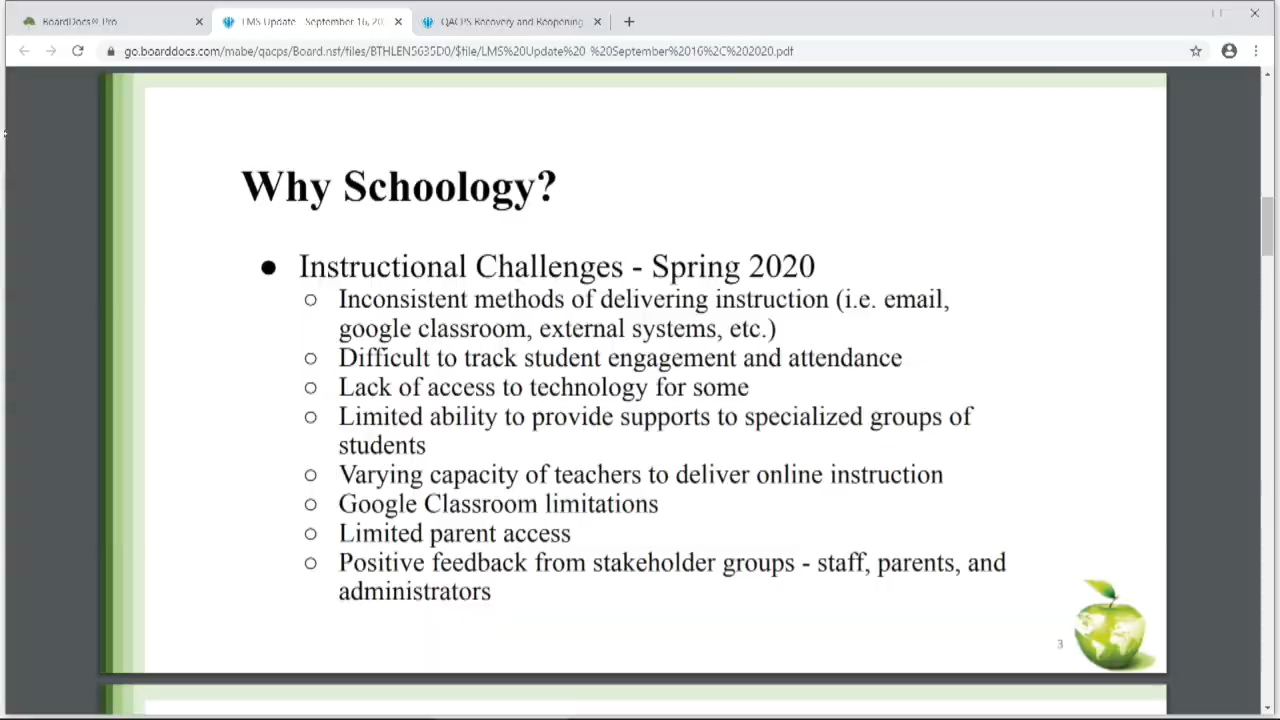 BoardDocs® Pro
LMS Update - September 16, 20
QACPS Recovery and Reopening
go.boarddocs.com/mabe/qacps/Board.nsf/files/BTHLEN5635D0/$file/LMS%20Update%20 %20September%2016%2C%202020.pdf
Why Schoology?
● Instructional Challenges - Spring 2020
○ Inconsistent methods of delivering instruction (i.e. email,
google classroom, external systems, etc.)
○ Difficult to track student engagement and attendance
○ Lack of access to technology for some
○ Limited ability to provide supports to specialized groups of
students
○ Varying capacity of teachers to deliver online instruction
○ Google Classroom limitations
○ Limited parent access
○ Positive feedback from stakeholder groups - staff, parents, and
administrators
3